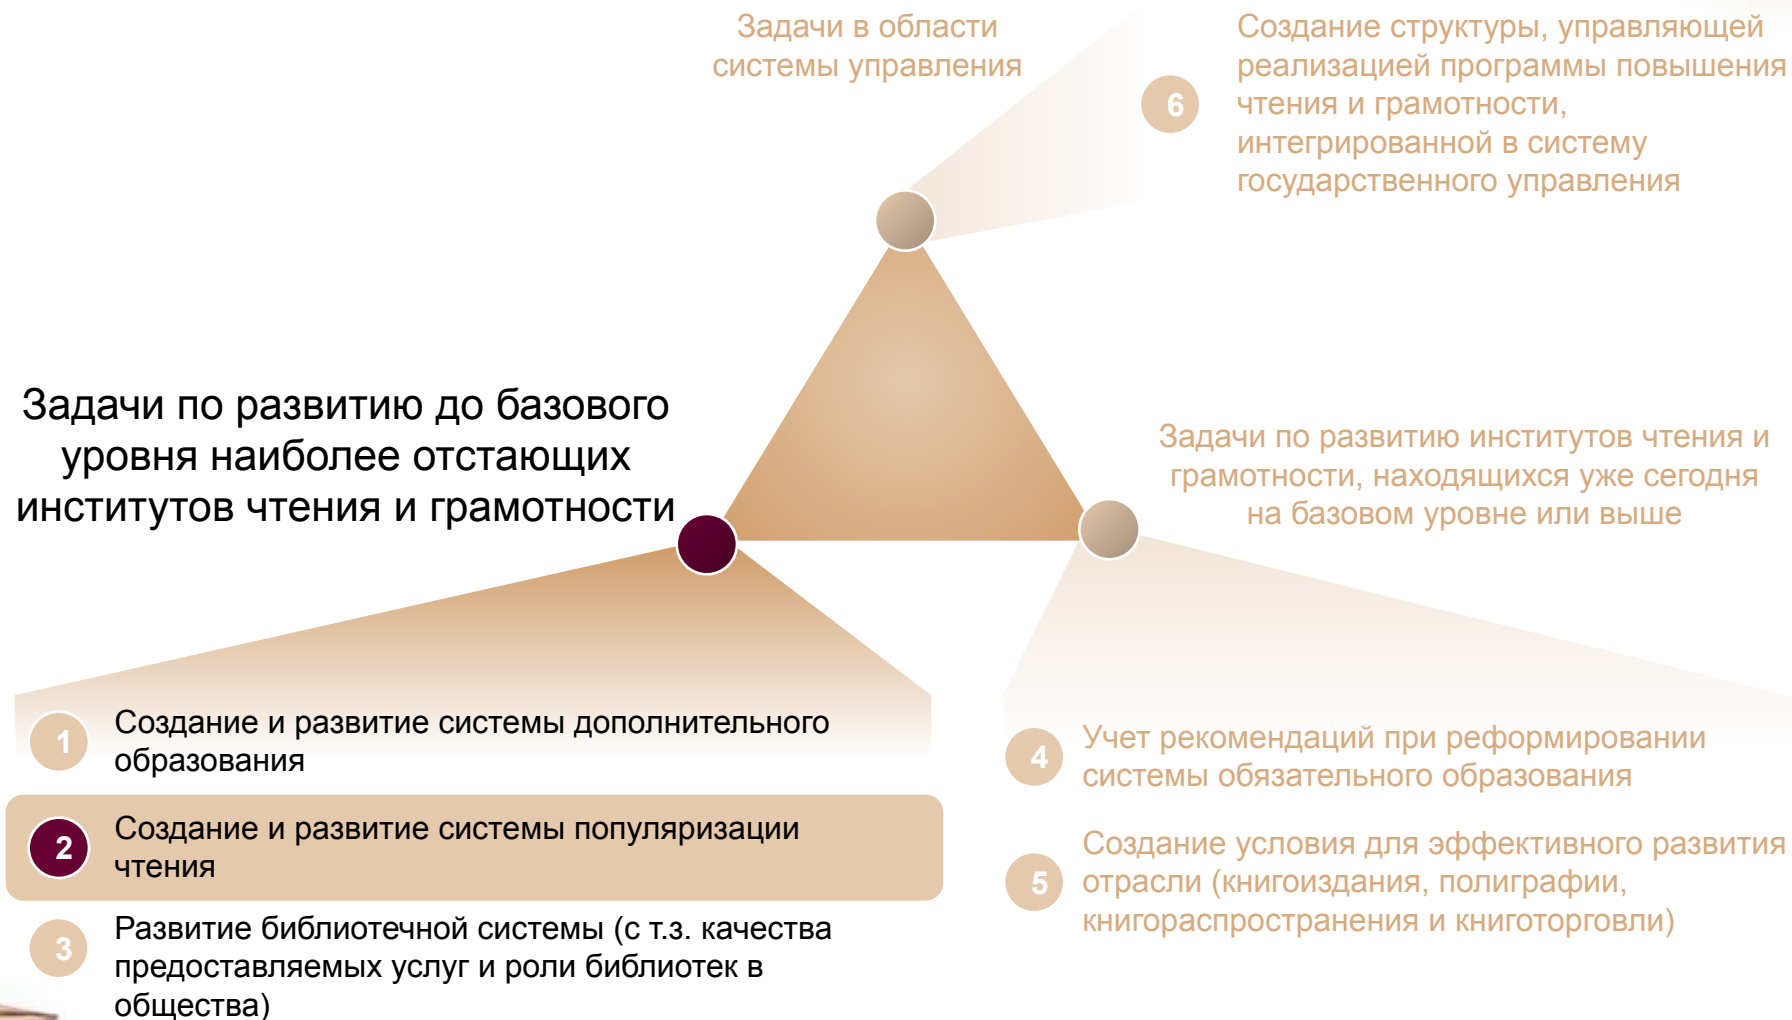 Задачи в области
системы управления
6
Создание структуры, управляющей
реализацией программы повышения
чтения и грамотности,
интегрированной в систему
государственного управления
Задачи по развитию до базового
уровня наиболее отстающих
институтов чтения и грамотности
Задачи по развитию институтов чтения и
грамотности, находящихся уже сегодня
на базовом уровне или выше
1
Создание и развитие системы дополнительного
образования
2
Создание и развитие системы популяризации
чтения
3
Развитие библиотечной системы (с т.з. качества
предоставляемых услуг и роли библиотек в
общества)
4
Учет рекомендаций при реформировании
системы обязательного образования
5
Создание условия для эффективного развития
отрасли (книгоиздания, полиграфии,
книгораспространения и книготорговли)